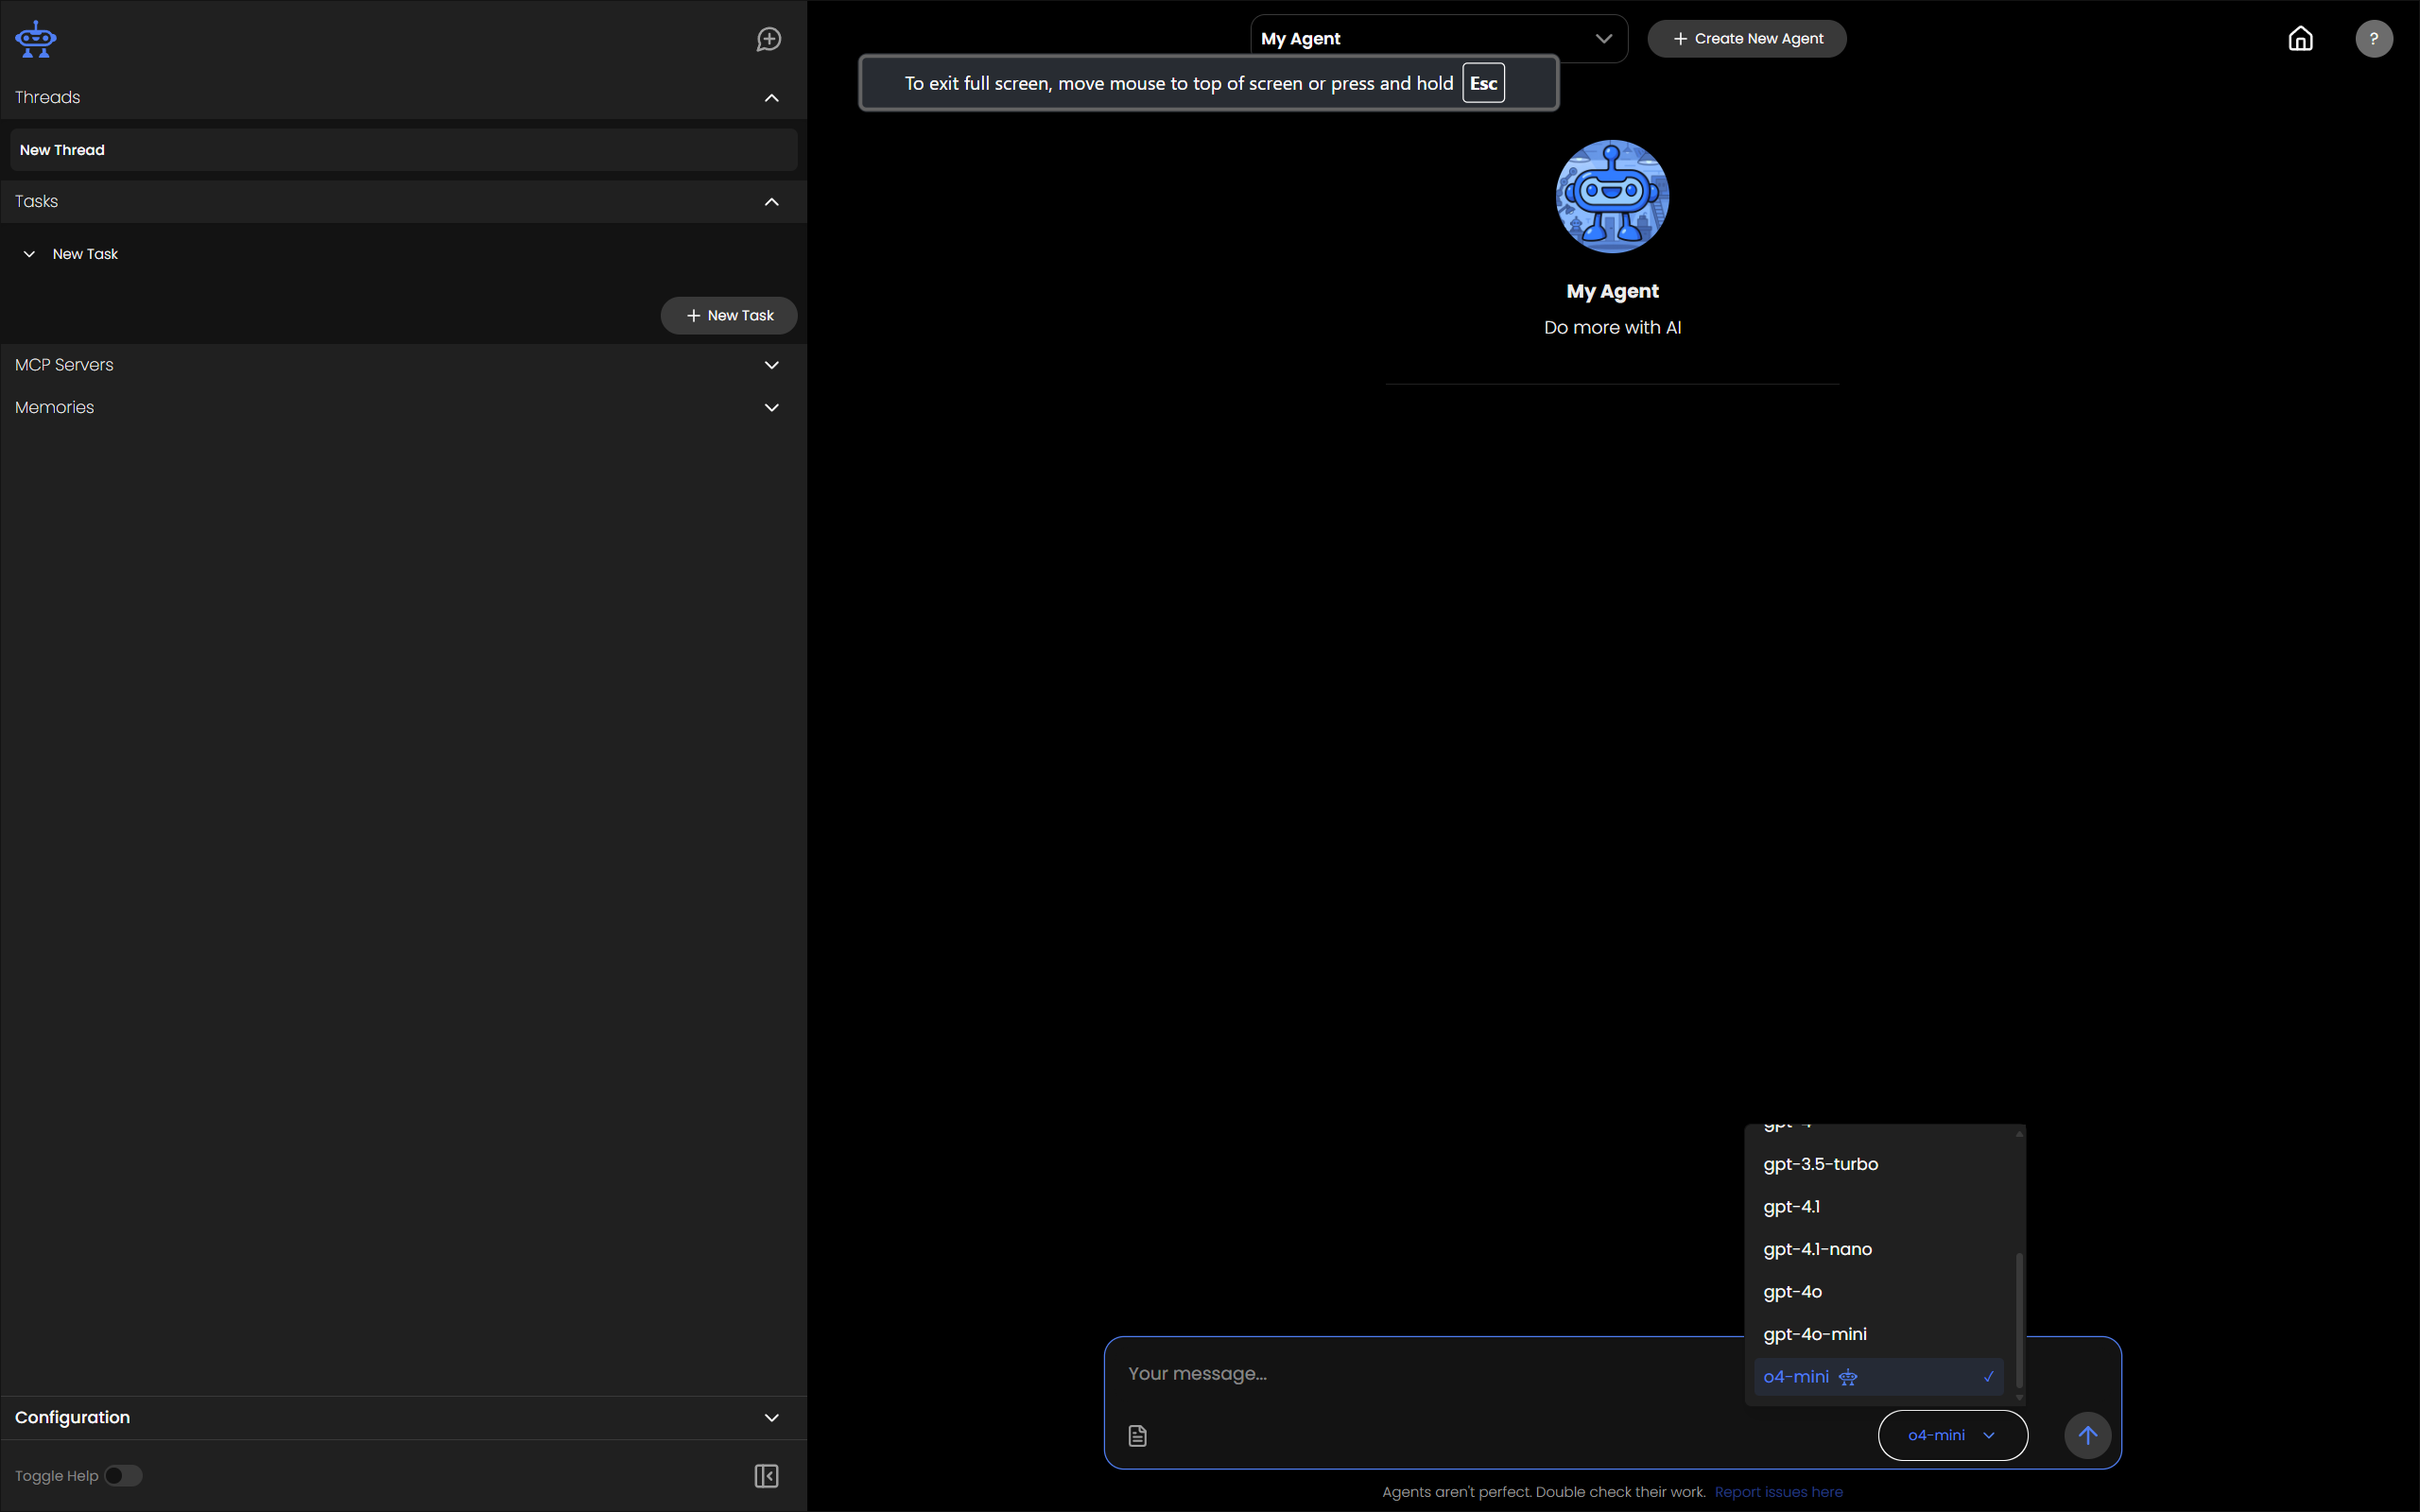 Threads
New Thread
Tasks
New Task
+ New Task
MCP Servers
Memories
Configuration
Toggle Help
My Agent
+ Create New Agent
?
To exit full screen, move mouse to top of screen or press and hold Esc
My Agent
Do more with AI
gpt-4
gpt-3.5-turbo
gpt-4.1
gpt-4.1-nano
gpt-4o
gpt-4o-mini
o4-mini
Your message...
o4-mini
Agents aren't perfect. Double check their work. Report issues here